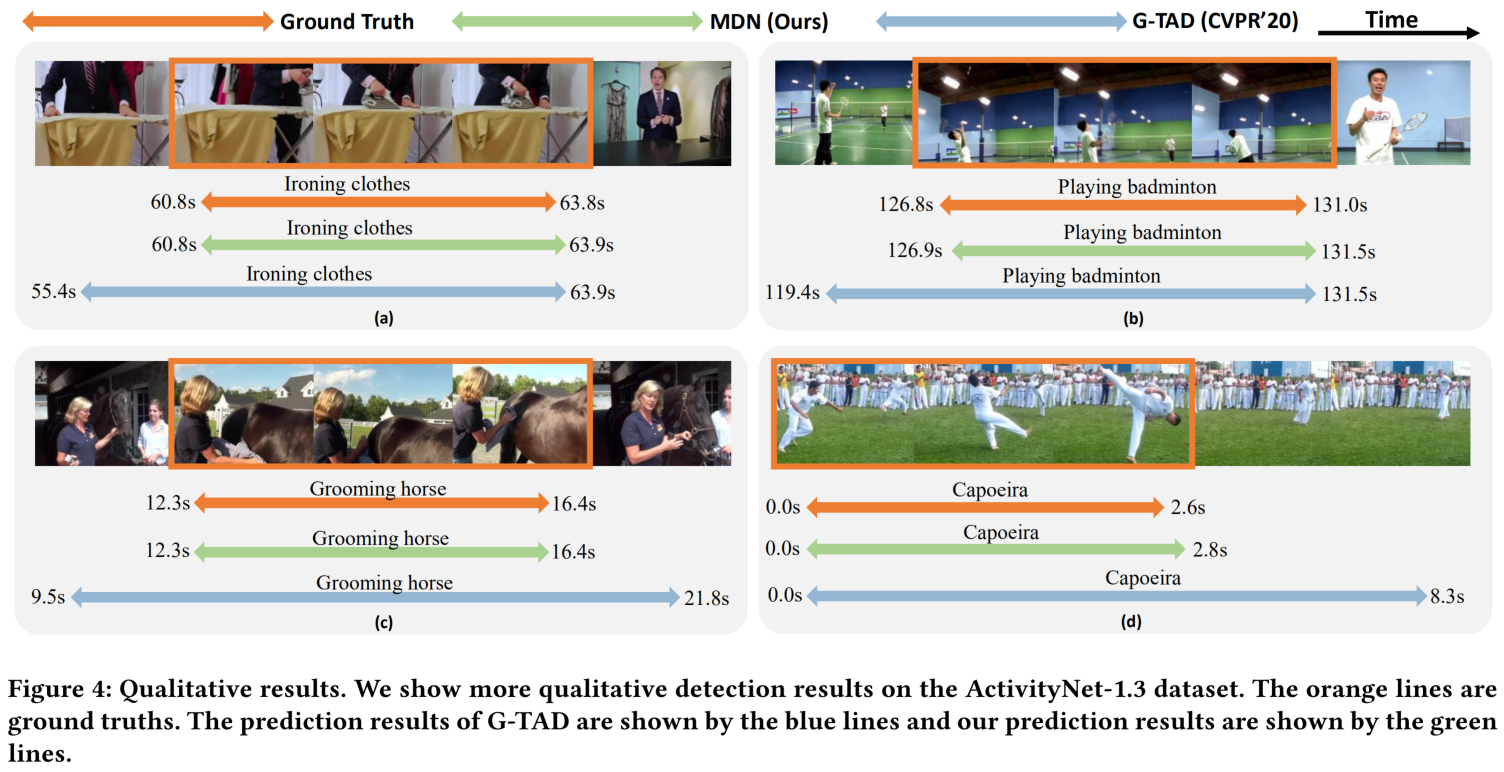 Ground Truth
MDN (Ours)
G-TAD (CVPR'20)
Time
Ironing clothes
60.8s
63.8s
Ironing clothes
60.8s
63.9s
Ironing clothes
55.4s
63.9s
(a)
Playing badminton
126.8s
131.0s
Playing badminton
126.9s
131.5s
Playing badminton
119.4s
131.5s
(b)
Grooming horse
12.3s
16.4s
Grooming horse
12.3s
16.4s
Grooming horse
9.5s
21.8s
(c)
Capoeira
0.0s
2.6s
Capoeira
0.0s
2.8s
Capoeira
0.0s
8.3s
(d)
Figure 4: Qualitative results. We show more qualitative detection results on the ActivityNet-1.3 dataset. The orange lines are
ground truths. The prediction results of G-TAD are shown by the blue lines and our prediction results are shown by the green
lines.